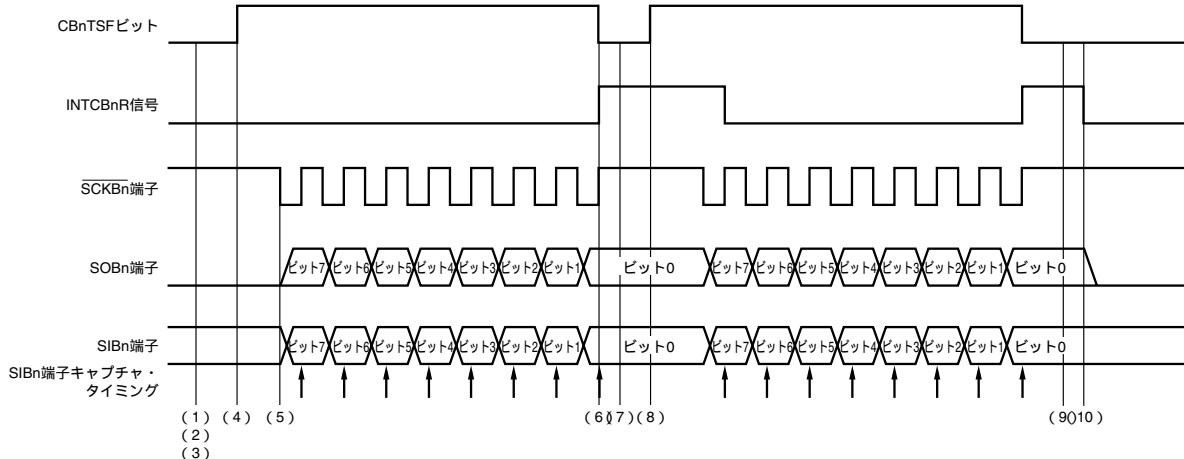 CBnTSFビット
INTCBnR信号
SCKBn端子
SOBn端子
ビット7 ビット6 ビット5 ビット4 ビット3 ビット2 ビット1 ビット0 ビット7 ビット6 ビット5 ビット4 ビット3 ビット2 ビット1 ビット0
SIBn端子
ビット7 ビット6 ビット5 ビット4 ビット3 ビット2 ビット1 ビット0 ビット7 ビット6 ビット5 ビット4 ビット3 ビット2 ビット1 ビット0
SIBn端子キャプチャ・
タイミング
(1) (4) (5) (6)(7)(8) (9)(10)
(2)
(3)